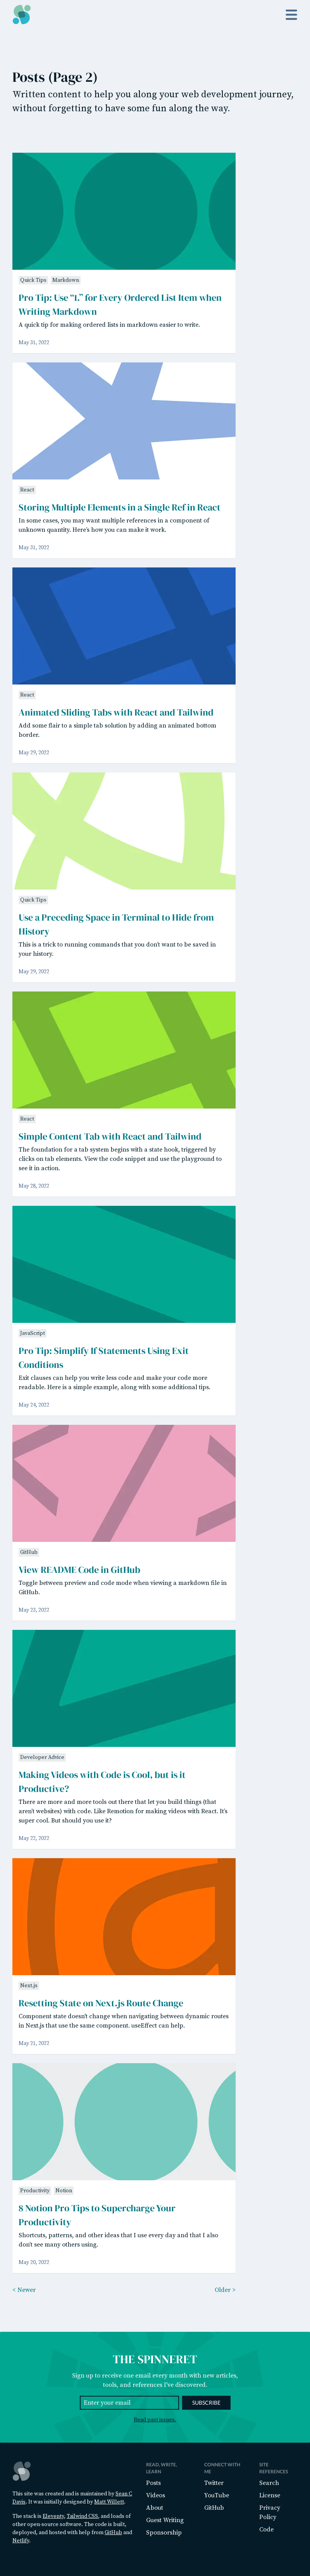 Posts (Page 2)
Written content to help you along your web development journey,
without forgetting to have some fun along the way.
Quick Tips Markdown
Pro Tip: Use “1.” for Every Ordered List Item when
Writing Markdown
A quick tip for making ordered lists in markdown easier to write.
May 31, 2022
React
Storing Multiple Elements in a Single Ref in React
In some cases, you may want multiple references in a component of
unknown quantity. Here’s how you can make it work.
May 31, 2022
React
Animated Sliding Tabs with React and Tailwind
Add some flair to a simple tab solution by adding an animated bottom
border.
May 29, 2022
Quick Tips
Use a Preceding Space in Terminal to Hide from
History
This is a trick to running commands that you don’t want to be saved in
your history.
May 29, 2022
React
Simple Content Tab with React and Tailwind
The foundation for a tab system begins with a state hook, triggered by
clicks on tab elements. View the code snippet and use the playground to
see it in action.
May 28, 2022
JavaScript
Pro Tip: Simplify If Statements Using Exit
Conditions
Exit clauses can help you write less code and make your code more
readable. Here is a simple example, along with some additional tips.
May 24, 2022
GitHub
View README Code in GitHub
Toggle between preview and code mode when viewing a markdown file in
GitHub.
May 23, 2022
Developer Advice
Making Videos with Code is Cool, but is it
Productive?
There are more and more tools out there that let you build things (that
aren’t websites) with code. Like Remotion for making videos with React. It’s
super cool. But should you use it?
May 22, 2022
Next.js
Resetting State on Next.js Route Change
Component state doesn’t change when navigating between dynamic routes
in Next.js that use the same component. useEffect can help.
May 21, 2022
Productivity Notion
8 Notion Pro Tips to Supercharge Your
Productivity
Shortcuts, patterns, and other ideas that I use every day and that I also
don’t see many others using.
May 20, 2022
< Newer
Older >
THE SPINNERET
Sign up to receive one email every month with new articles,
tools, and references I’ve discovered.
Enter your email
SUBSCRIBE
Read past issues.
This site was created and is maintained by Sean C
Davis. It was initially designed by Matt Willett.
The stack is Eleventy, Tailwind CSS, and loads of
other open-source software. The code is built,
deployed, and hosted with help from GitHub and
Netlify.
READ, WRITE,
LEARN
Posts
Videos
About
Guest Writing
Sponsorship
CONNECT WITH
ME
Twitter
YouTube
GitHub
SITE
REFERENCES
Search
License
Privacy
Policy
Code